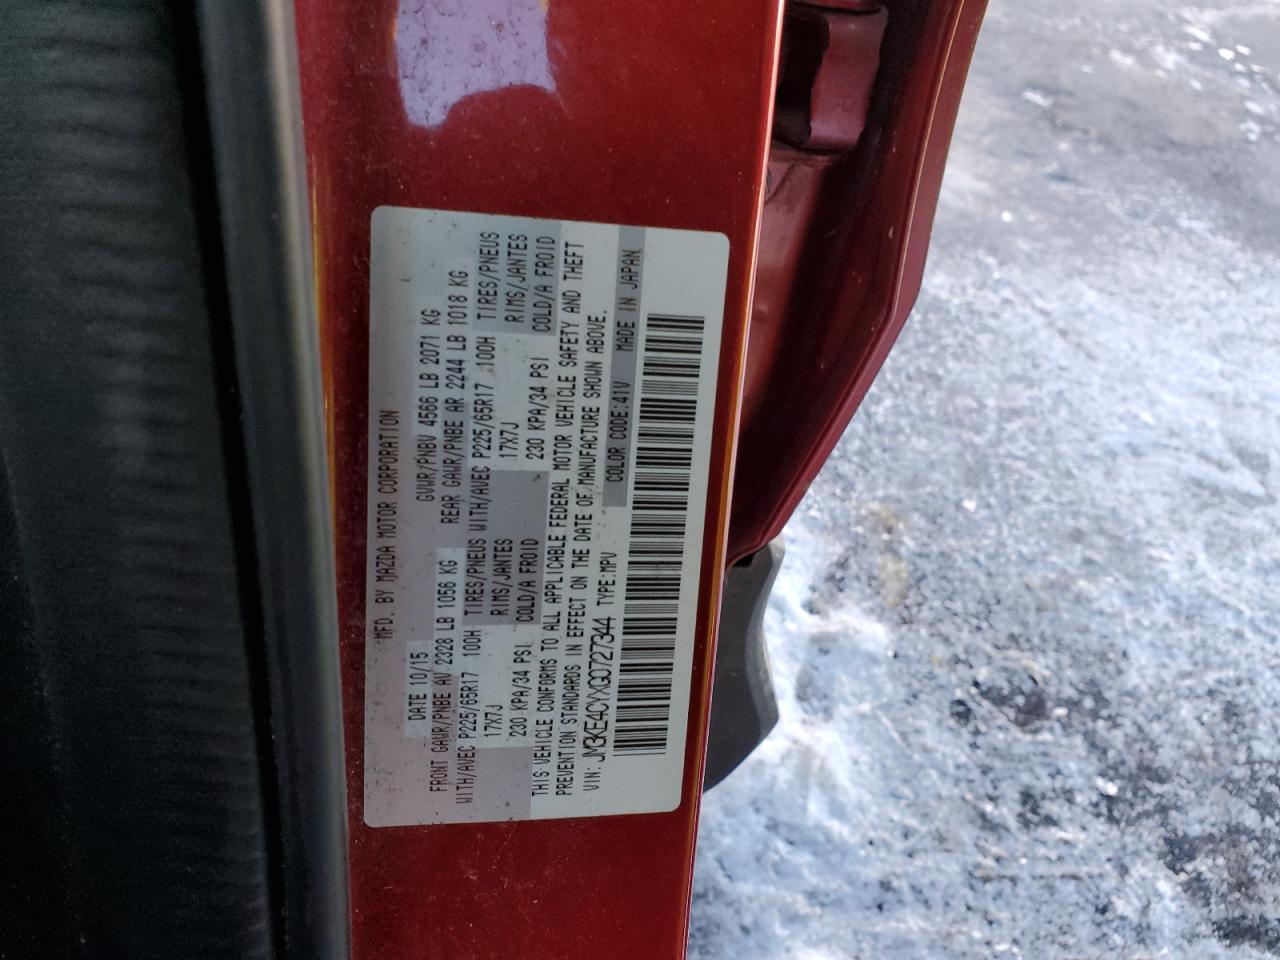 MFD. BY MAZDA MOTOR CORPORATION
DATE 10/15 GVWR/PNBV 4566 LB 2071 KG
FRONT GAWR/PNBE AV 2328 LB 1056 KG REAR GAWR/PNBE AR 2244 LB 1018 KG
WITH/AVEC P225/65R17 100H TIRES/PNEUS WITH/AVEC P225/65R17 100H TIRES/PNEUS
17X7J RIMS/JANTES 17X7J RIMS/JANTES
230 KPA/34 PSI COLD/A FROID 230 KPA/34 PSI COLD/A FROID
THIS VEHICLE CONFORMS TO ALL APPLICABLE FEDERAL MOTOR VEHICLE SAFETY AND THEFT
PREVENTION STANDARDS IN EFFECT ON THE DATE OF MANUFACTURE SHOWN ABOVE.
VIN: JM3KE4CYXG0727344 TYPE:MPV COLOR CODE:41V MADE IN JAPAN